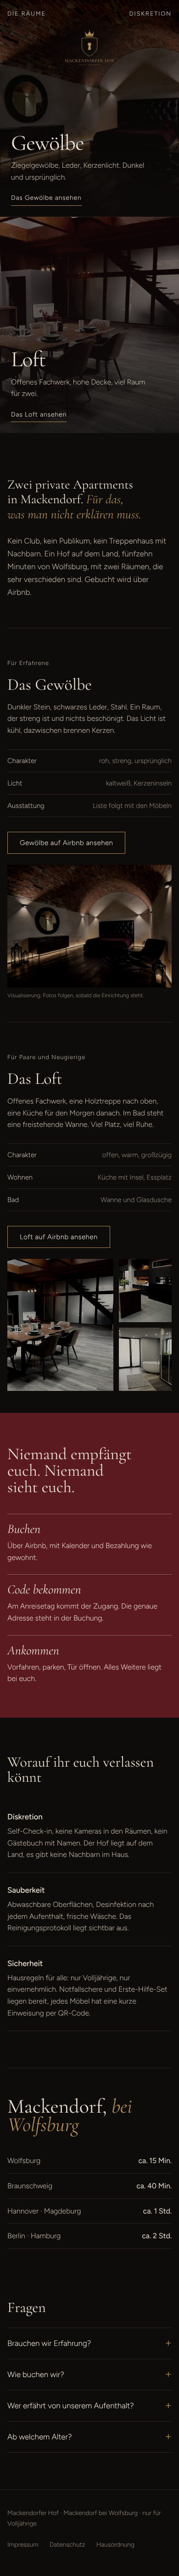 DIE RÄUME
DISKRETION
MACKENDORFER HOF
Gewölbe
Ziegelgewölbe, Leder, Kerzenlicht. Dunkel
und ursprünglich.
Das Gewölbe ansehen
Loft
Offenes Fachwerk, hohe Decke, viel Raum
für zwei.
Das Loft ansehen
Zwei private Apartments
in Mackendorf. Für das,
was man nicht erklären muss.
Kein Club, kein Publikum, kein Treppenhaus mit
Nachbarn. Ein Hof auf dem Land, fünfzehn
Minuten von Wolfsburg, mit zwei Räumen, die
sehr verschieden sind. Gebucht wird über
Airbnb.
Für Erfahrene
Das Gewölbe
Dunkler Stein, schwarzes Leder, Stahl. Ein Raum,
der streng ist und nichts beschönigt. Das Licht ist
kühl, dazwischen brennen Kerzen.
Charakter roh, streng, ursprünglich
Licht kaltweiß, Kerzeninseln
Ausstattung Liste folgt mit den Möbeln
Gewölbe auf Airbnb ansehen
Visualisierung. Fotos folgen, sobald die Einrichtung steht.
Für Paare und Neugierige
Das Loft
Offenes Fachwerk, eine Holztreppe nach oben,
eine Küche für den Morgen danach. Im Bad steht
eine freistehende Wanne. Viel Platz, viel Ruhe.
Charakter offen, warm, großzügig
Wohnen Küche mit Insel, Essplatz
Bad Wanne und Glasdusche
Loft auf Airbnb ansehen
Niemand empfängt
euch. Niemand
sieht euch.
Buchen
Über Airbnb, mit Kalender und Bezahlung wie
gewohnt.
Code bekommen
Am Anreisetag kommt der Zugang. Die genaue
Adresse steht in der Buchung.
Ankommen
Vorfahren, parken, Tür öffnen. Alles Weitere liegt
bei euch.
Worauf ihr euch verlassen
könnt
Diskretion
Self-Check-in, keine Kameras in den Räumen, kein
Gästebuch mit Namen. Der Hof liegt auf dem
Land, es gibt keine Nachbarn im Haus.
Sauberkeit
Abwaschbare Oberflächen, Desinfektion nach
jedem Aufenthalt, frische Wäsche. Das
Reinigungsprotokoll liegt sichtbar aus.
Sicherheit
Hausregeln für alle: nur Volljährige, nur
einvernehmlich. Notfallschere und Erste-Hilfe-Set
liegen bereit, jedes Möbel hat eine kurze
Einweisung per QR-Code.
Mackendorf, bei
Wolfsburg
Wolfsburg ca. 15 Min.
Braunschweig ca. 40 Min.
Hannover · Magdeburg ca. 1 Std.
Berlin · Hamburg ca. 2 Std.
Fragen
Brauchen wir Erfahrung? +
Wie buchen wir? +
Wer erfährt von unserem Aufenthalt? +
Ab welchem Alter? +
Mackendorfer Hof · Mackendorf bei Wolfsburg · nur für
Volljährige
Impressum Datenschutz Hausordnung